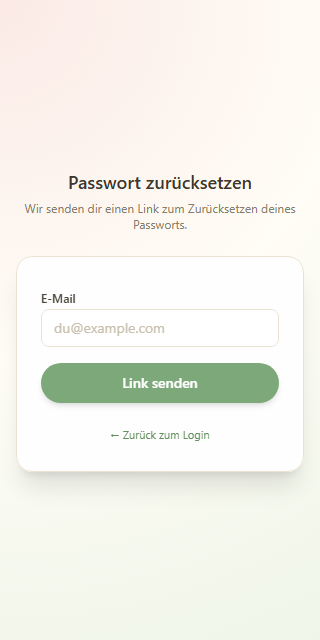 Passwort zurücksetzen
Wir senden dir einen Link zum Zurücksetzen deines
Passworts.
E-Mail
du@example.com
Link senden
← Zurück zum Login